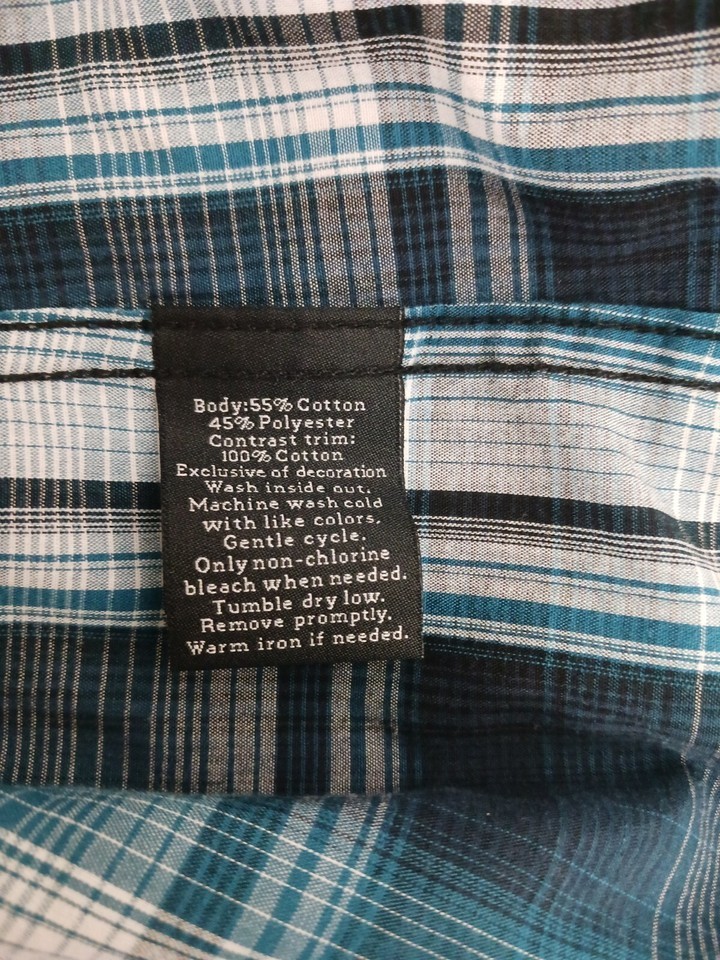 Body:55% Cotton
45% Polyester
Contrast trim:
100% Cotton
Exclusive of decoration
Wash inside out.
Machine wash cold
with like colors.
Gentle cycle.
Only non-chlorine
bleach when needed.
Tumble dry low.
Remove promptly.
Warm iron if needed.